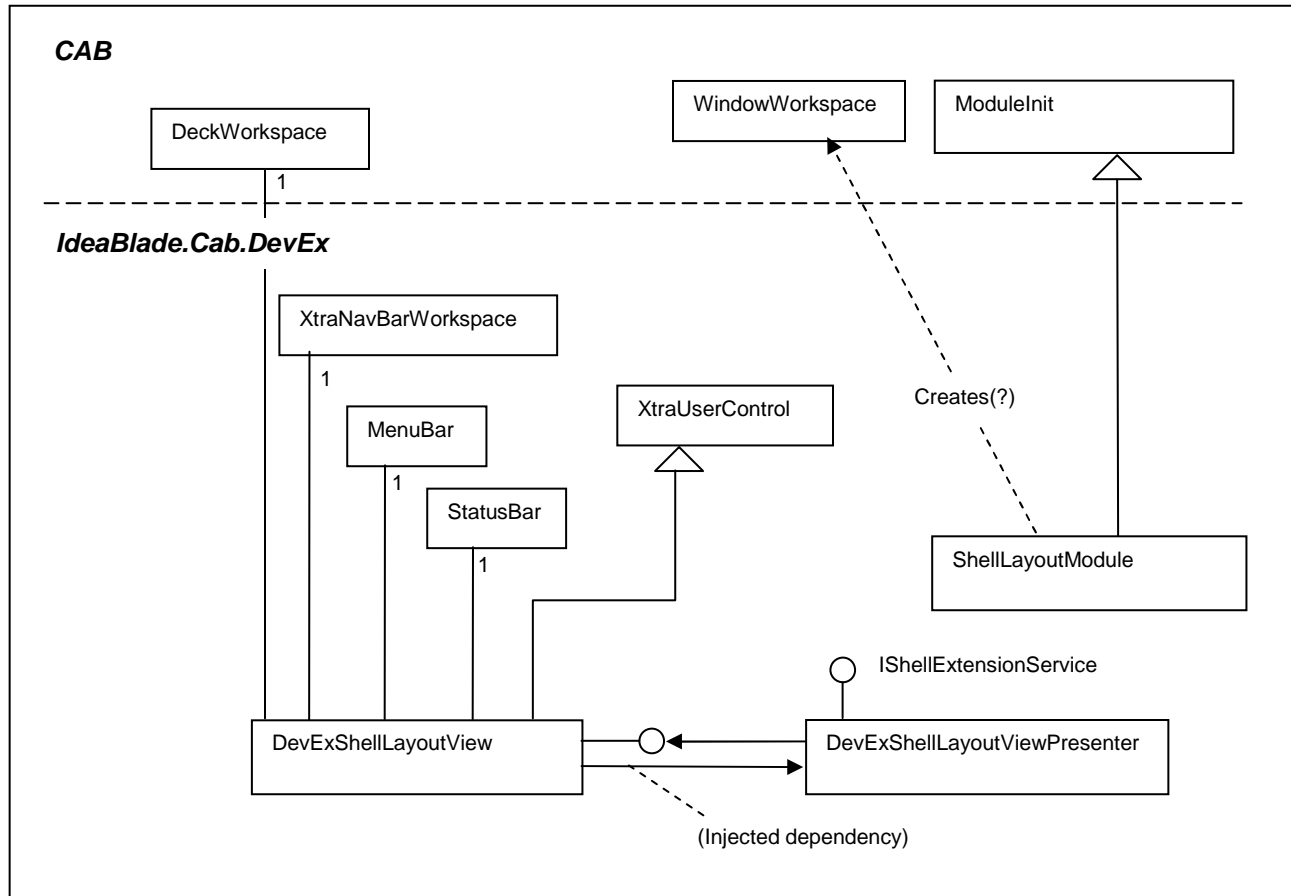 CAB
WindowWorkspace
ModuleInit
DeckWorkspace
1
IdeaBlade.Cab.DevEx
XtraNavBarWorkspace
1
XtraUserControl
Creates(?)
MenuBar
1
StatusBar
1
ShellLayoutModule
IShellExtensionService
DevExShellLayoutView
DevExShellLayoutViewPresenter
(Injected dependency)